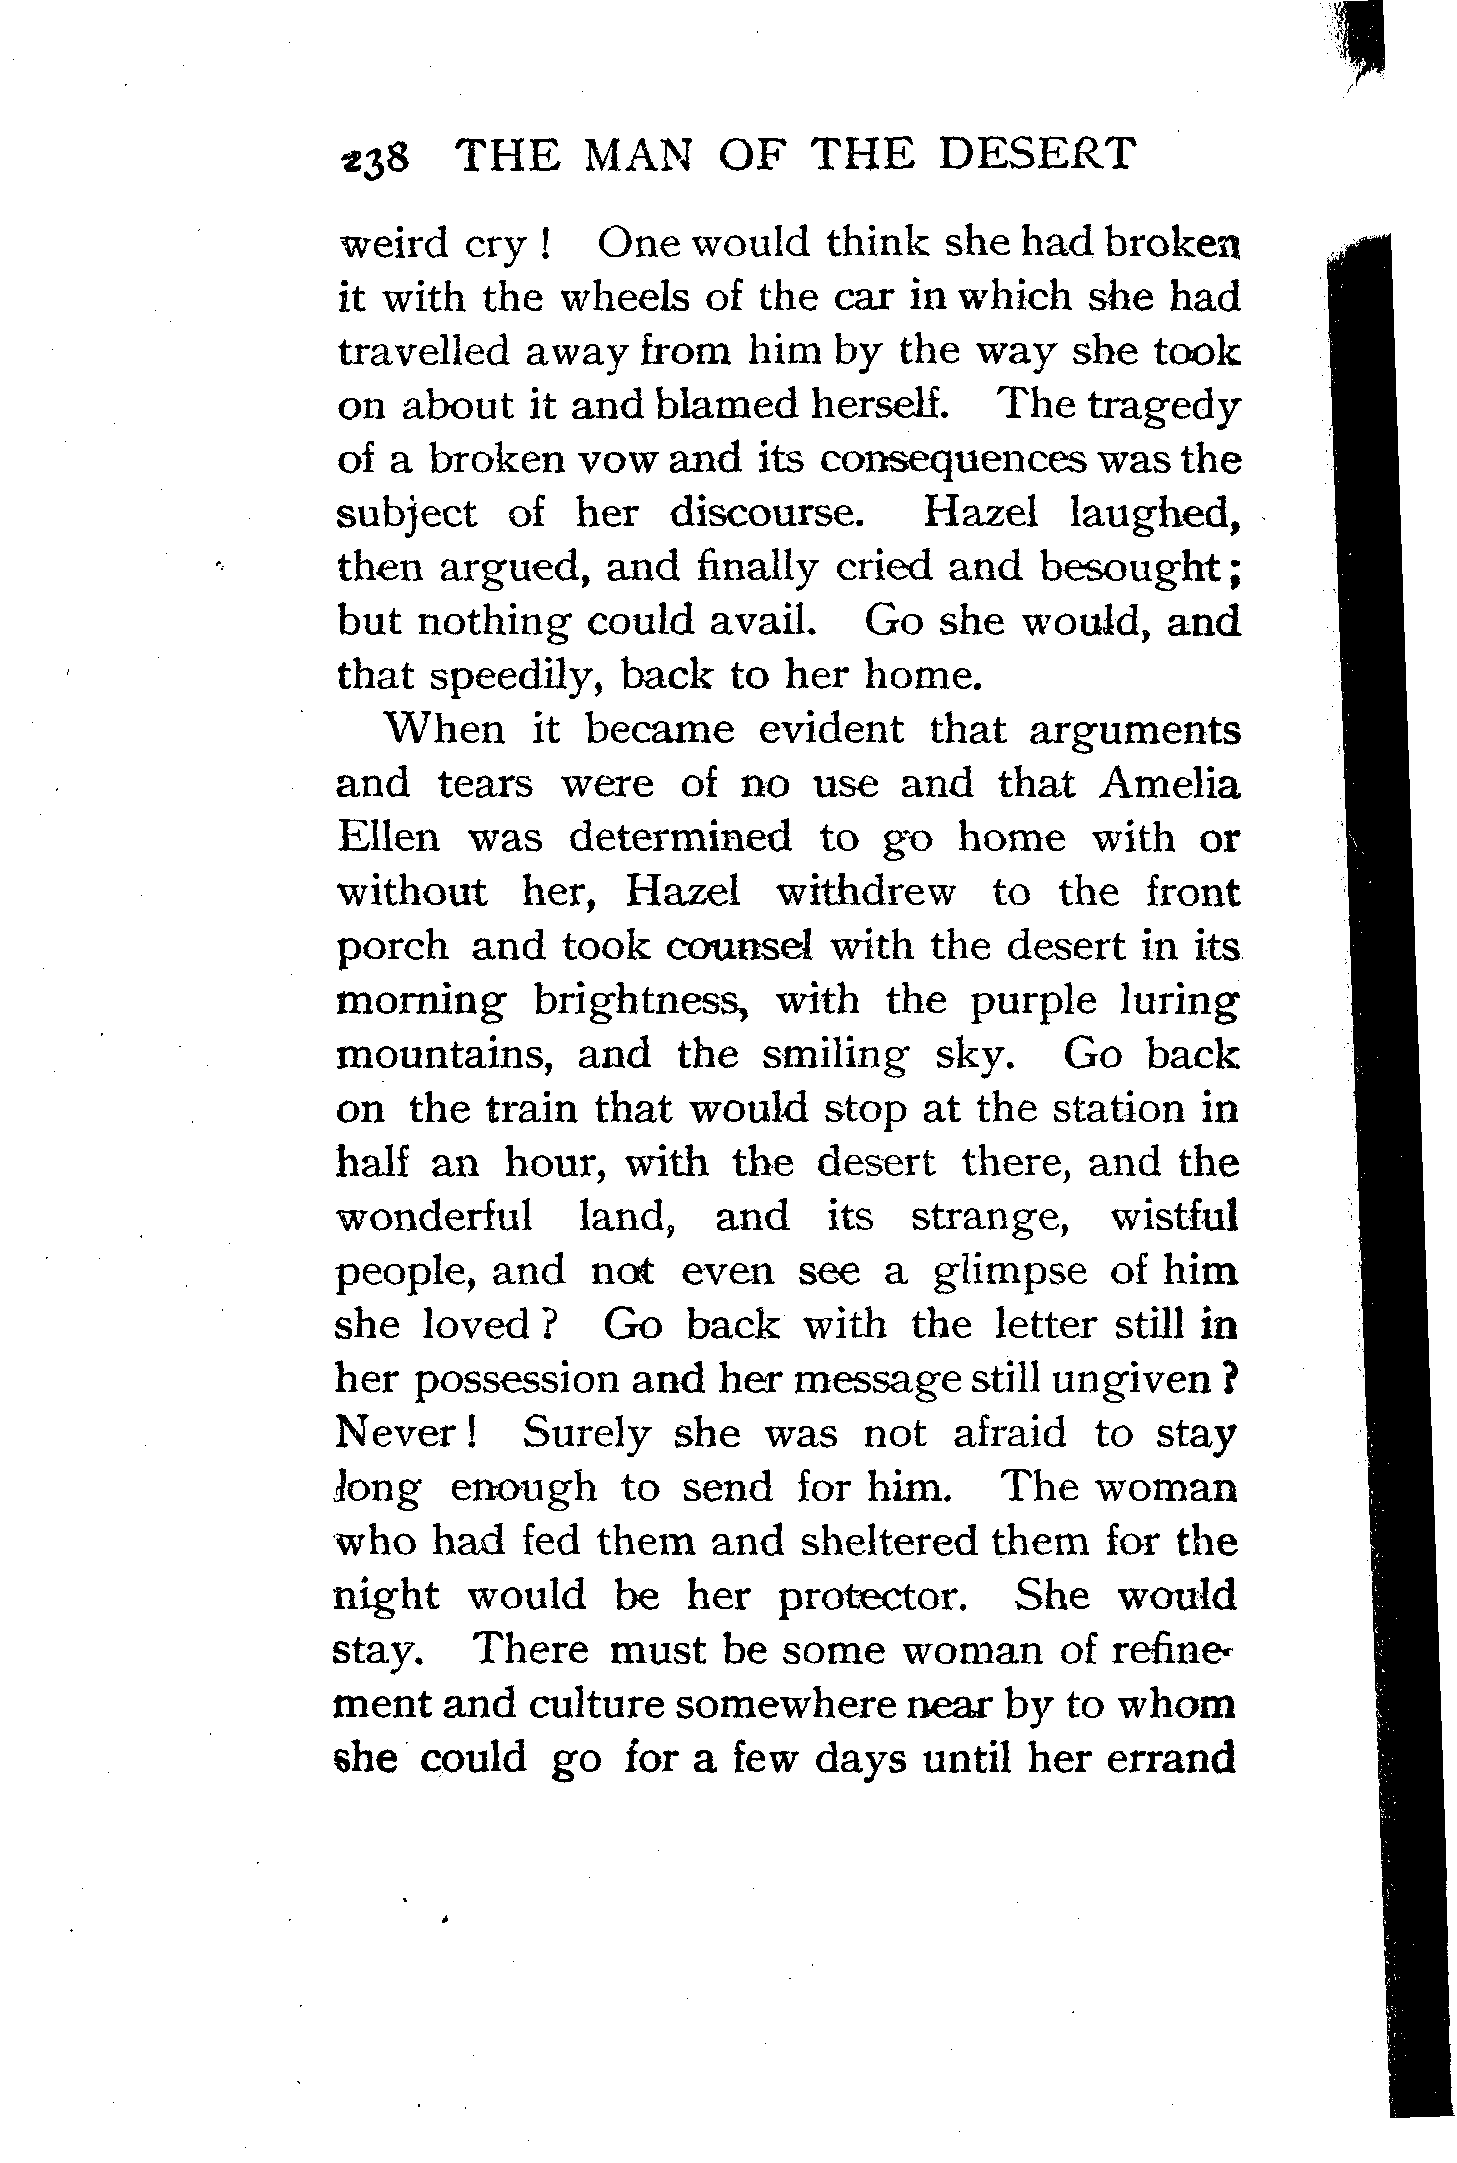 238 THE MAN OF THE DESERT
weird cry ! One would think she had broken
it with the wheels of the car in which she had
travelled away from him by the way she took
on about it and blamed herself. The tragedy
of a broken vow and its consequences was the
subject of her discourse. Hazel laughed,
then argued, and finally cried and besought ;
but nothing could avail. Go she would, and
that speedily, back to her home.
When it became evident that arguments
and tears were of no use and that Amelia
Ellen was determined to go home with or
without her, Hazel withdrew to the front
porch and took counsel with the desert in its
morning brightness, with the purple luring
mountains, and the smiling sky. Go back
on the train that would stop at the station in
half an hour, with the desert there, and the
wonderful land, and its strange, wistful
people, and not even see a glimpse of him
she loved ? Go back with the letter still in
her possession and her message still ungiven ?
Never ! Surely she was not afraid to stay
long enough to send for him. The woman
who had fed them and sheltered them for the
night would be her protector. She would
stay. There must be some woman of refine-
ment and culture somewhere near by to whom
she could go for a few days until her errand